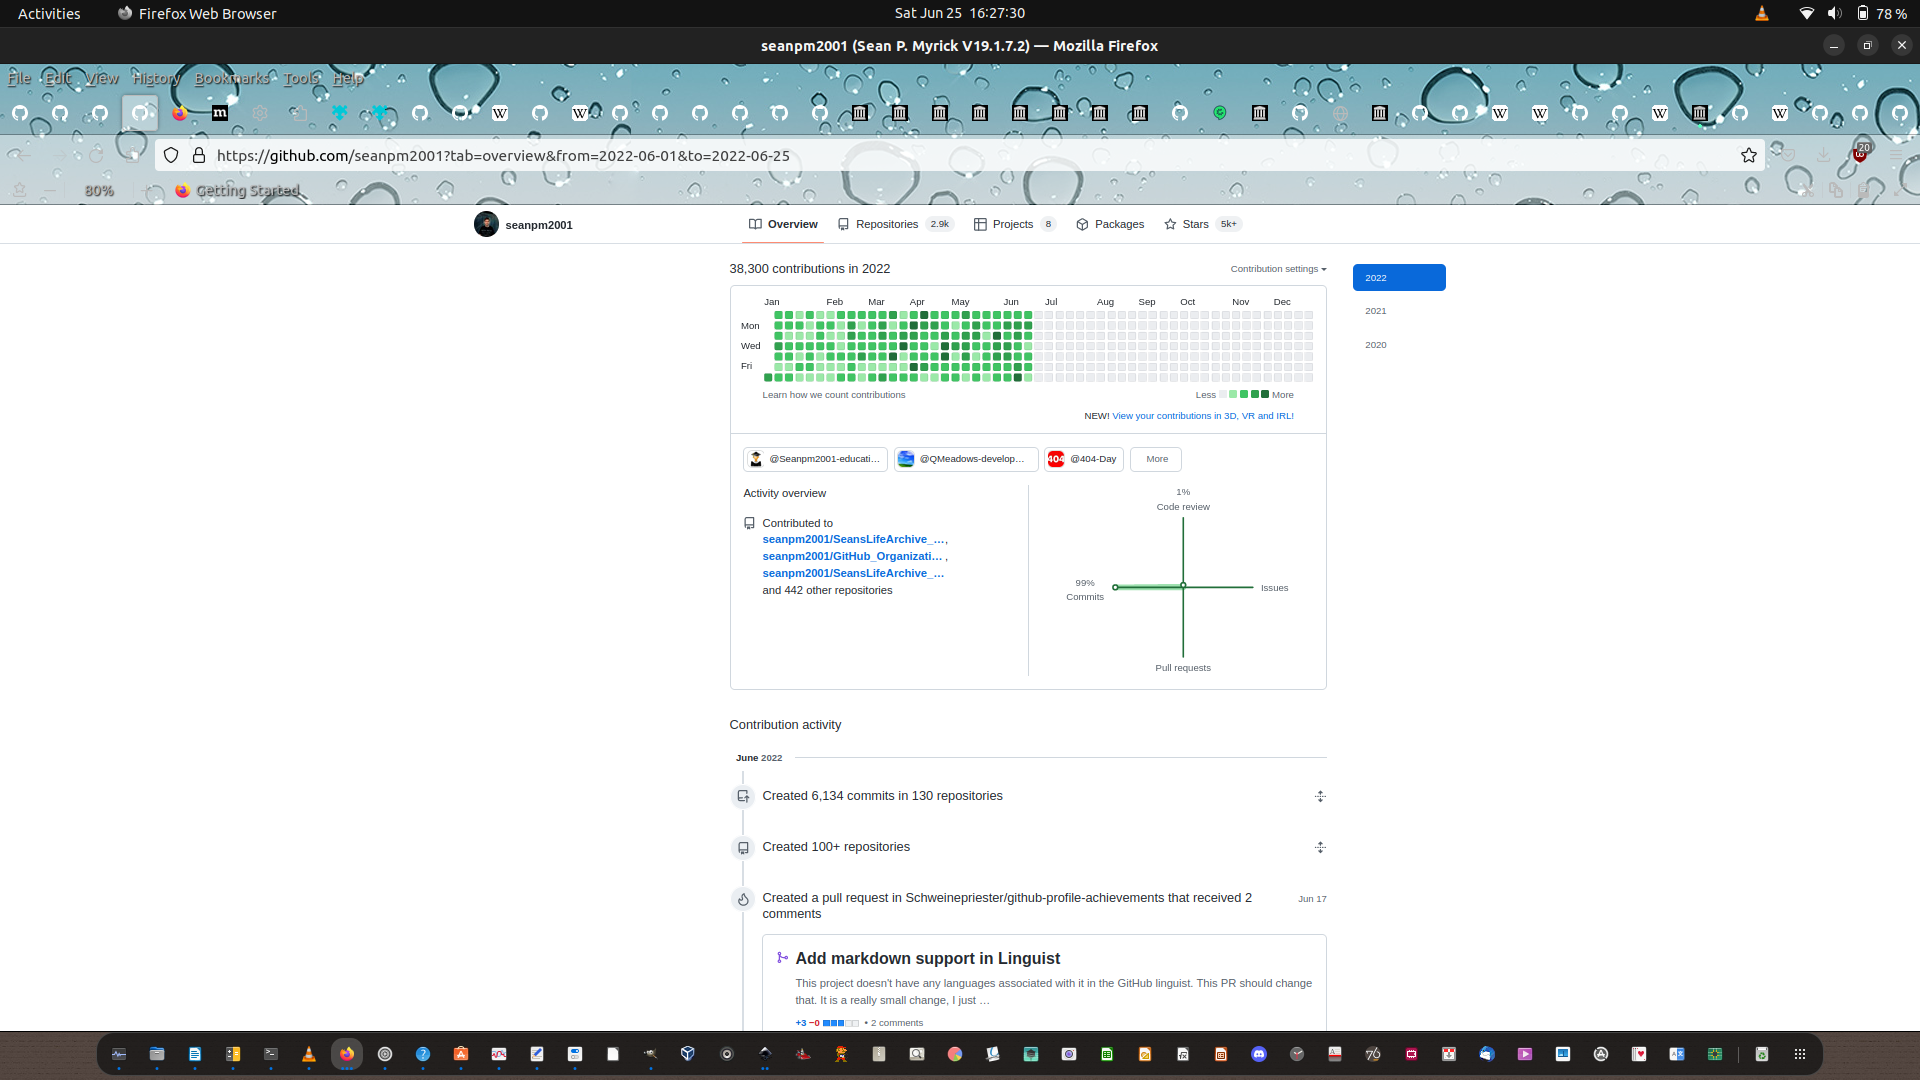 Activities Firefox Web Browser Sat Jun 25 16:27:30 78 %
seanpm2001 (Sean P. Myrick V19.1.7.2) — Mozilla Firefox
File Edit View History Bookmarks Tools Help
https://github.com/seanpm2001?tab=overview&from=2022-06-01&to=2022-06-25 20
80% Getting Started
seanpm2001 Overview Repositories 2.9k Projects 8 Packages Stars 5k+
38,300 contributions in 2022 Contribution settings
2022
2021
2020
Jan Feb Mar Apr May Jun Jul Aug Sep Oct Nov Dec
Mon
Wed
Fri
Learn how we count contributions Less More
NEW! View your contributions in 3D, VR and IRL!
@Seanpm2001-educati... 404 @QMeadows-develop... @404-Day More
Activity overview
Contributed to
seanpm2001/SeansLifeArchive_... ,
seanpm2001/GitHub_Organizati... ,
seanpm2001/SeansLifeArchive_...
and 442 other repositories
1%
Code review
99%
Commits
Issues
Pull requests
Contribution activity
June 2022
Created 6,134 commits in 130 repositories
Created 100+ repositories
Created a pull request in Schweinepriester/github-profile-achievements that received 2 Jun 17
comments
Add markdown support in Linguist
This project doesn't have any languages associated with it in the GitHub linguist. This PR should change
that. It is a really small change, I just …
+3 −0 • 2 comments